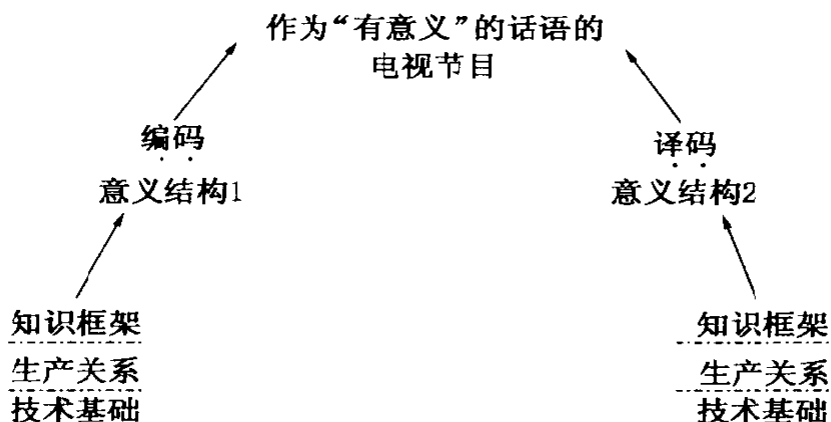 作为“有意义”的话语的
电视节目
编码
译码
意义结构1
意义结构2
知识框架
知识框架
生产关系
生产关系
技术基础
技术基础